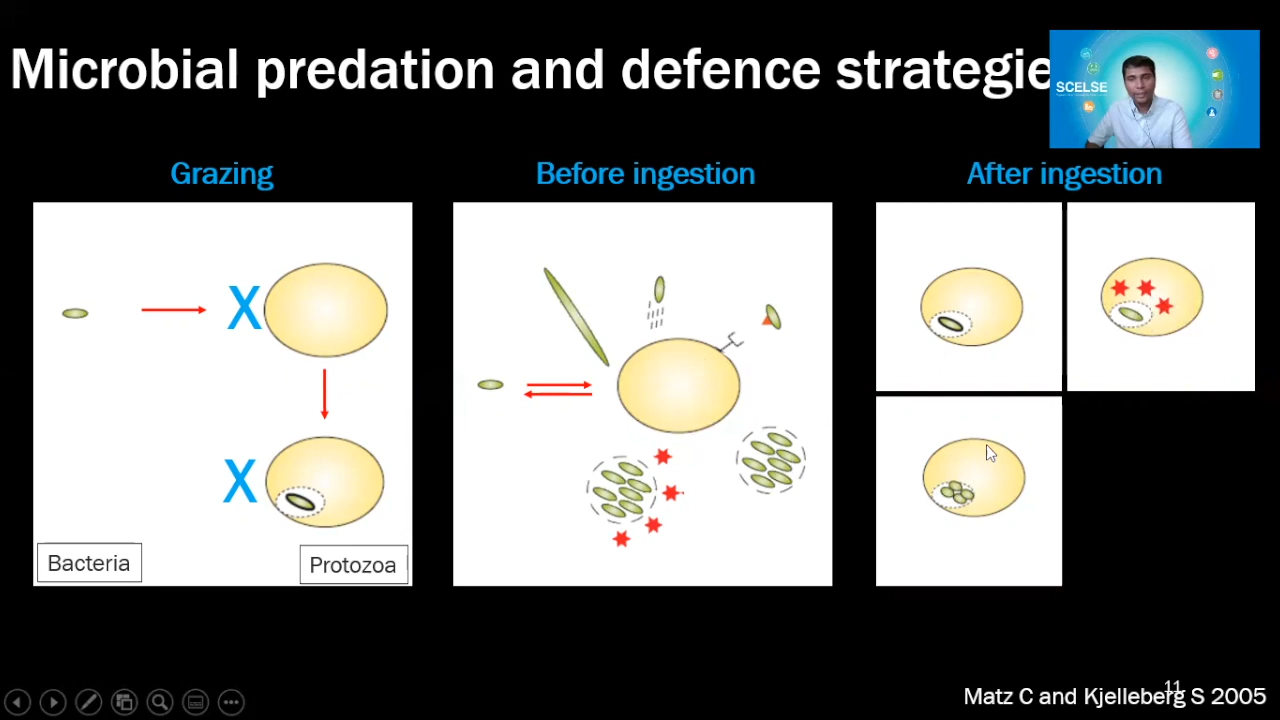 Microbial predation and defence strategie
SCELSE
Grazing
Before ingestion
After ingestion
X
X
Bacteria
Protozoa
11
Matz C and Kjelleberg S 2005